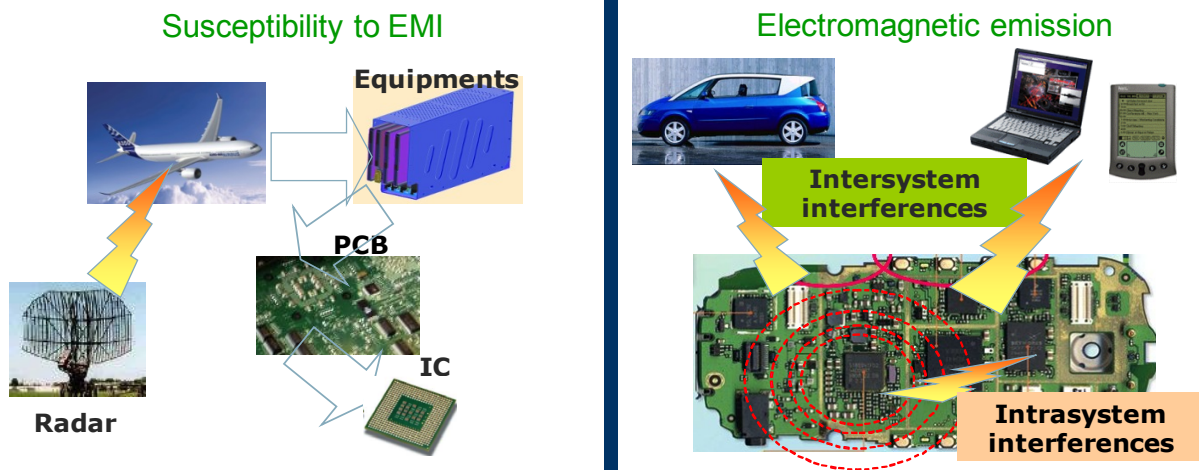 Susceptibility to EMI
Equipments
PCB
IC
Radar
Electromagnetic emission
Intersystem
interferences
Intrasystem
interferences